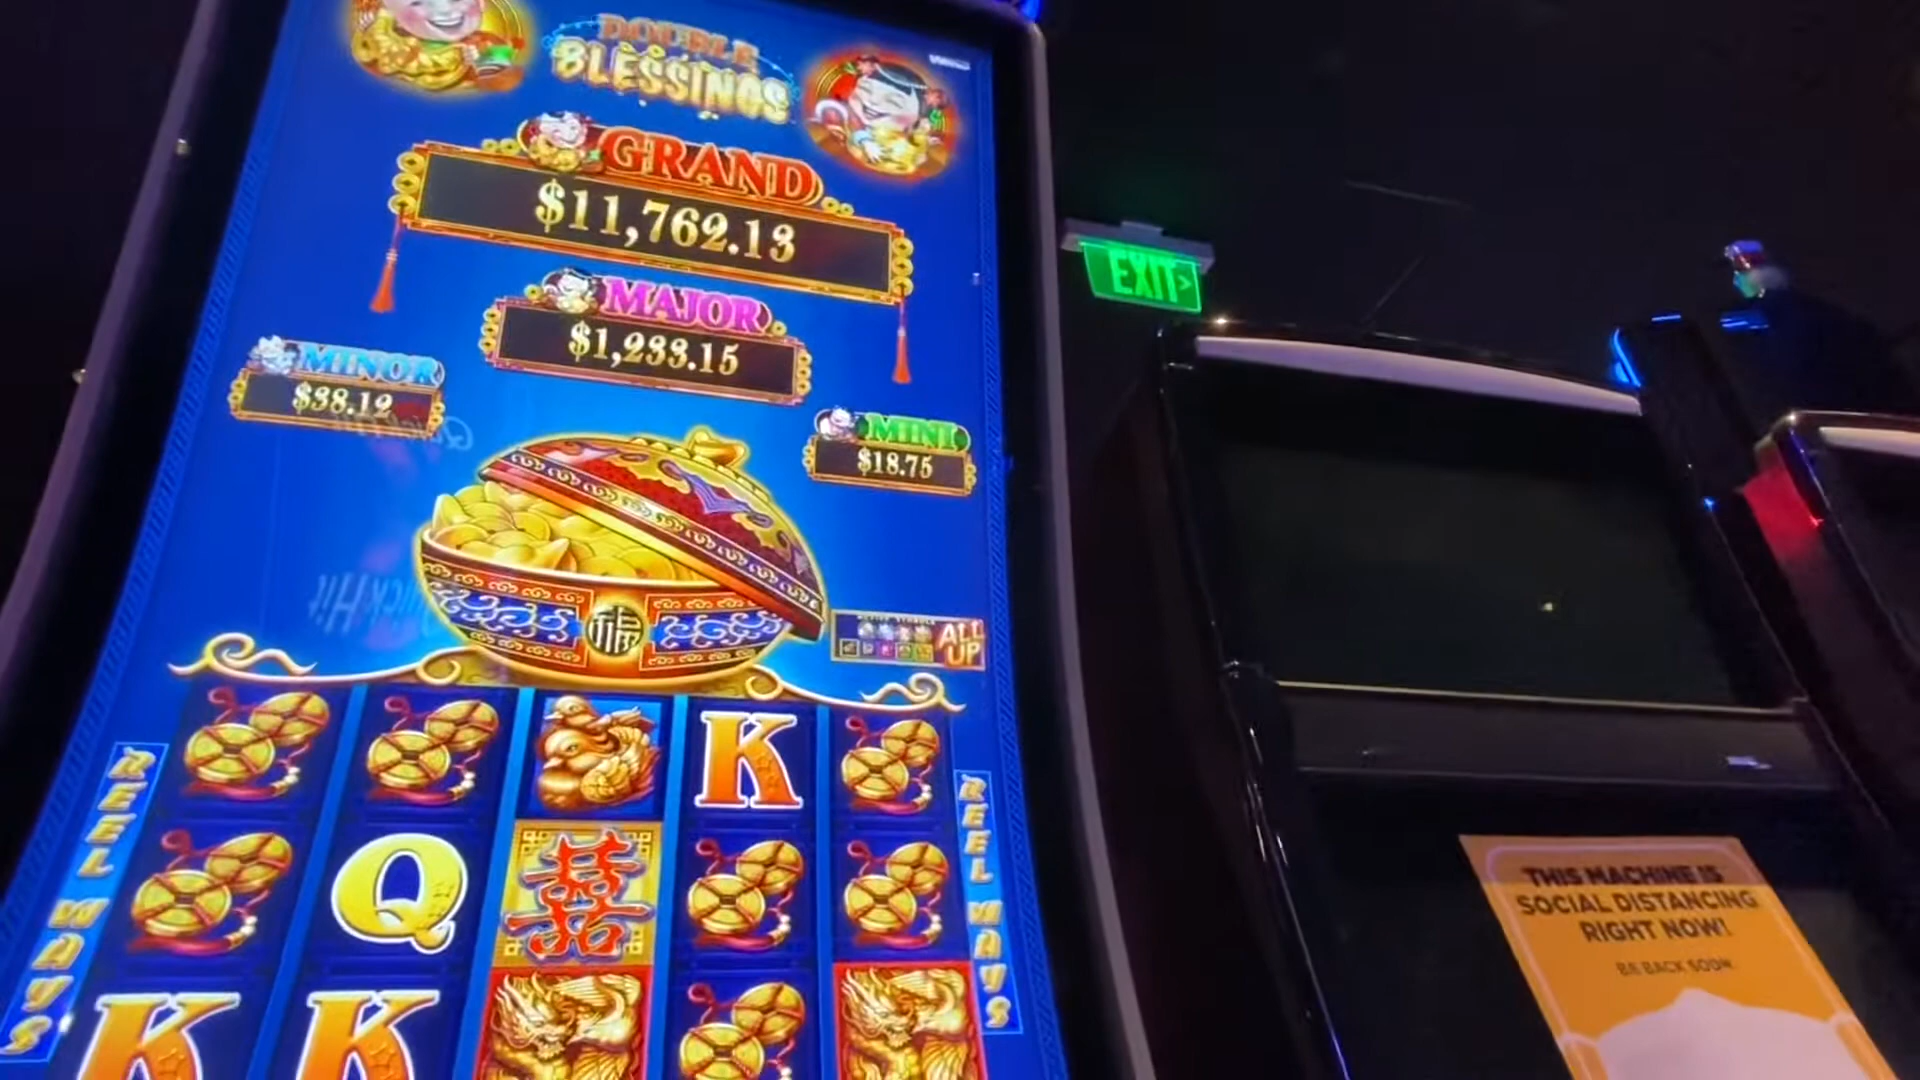 DOUBLE
BLESSINGS
GRAND
$11,762.13
MAJOR
$1,233.15
MINOR
$38.12
MINI
$18.75
EXIT>
福
ALL
UP
REEL WAYS
K
Q
囍
K
K
REEL WAYS
THIS MACHINE IS
SOCIAL DISTANCING
RIGHT NOW!
BE BACK SOON.